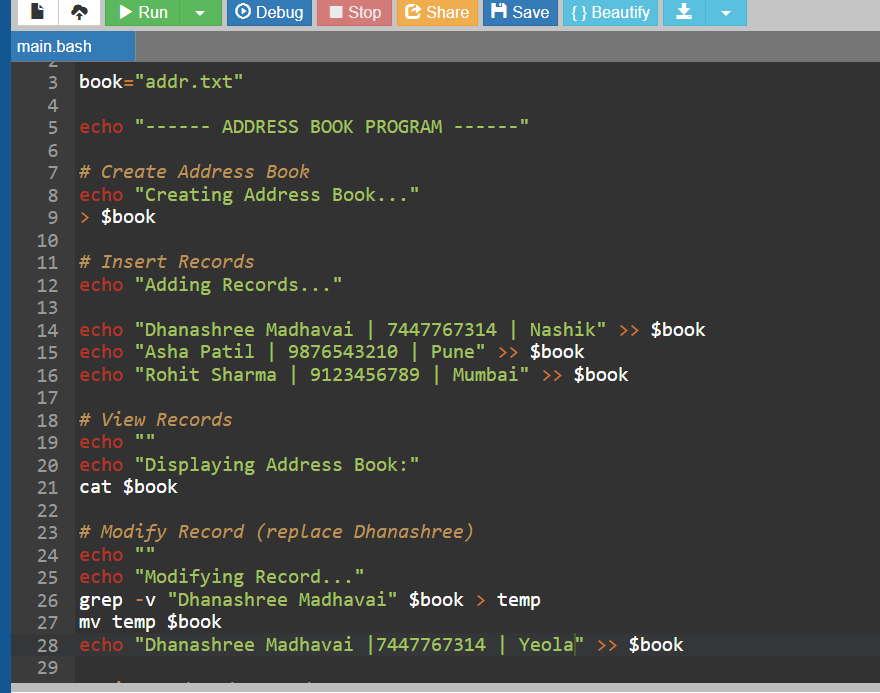 Run Debug Stop Share Save { } Beautify
main.bash
2
3 book="addr.txt"
4
5 echo "------ ADDRESS BOOK PROGRAM ------"
6
7 # Create Address Book
8 echo "Creating Address Book..."
9 > $book
10
11 # Insert Records
12 echo "Adding Records..."
13
14 echo "Dhanashree Madhavai | 7447767314 | Nashik" >> $book
15 echo "Asha Patil | 9876543210 | Pune" >> $book
16 echo "Rohit Sharma | 9123456789 | Mumbai" >> $book
17
18 # View Records
19 echo ""
20 echo "Displaying Address Book:"
21 cat $book
22
23 # Modify Record (replace Dhanashree)
24 echo ""
25 echo "Modifying Record..."
26 grep -v "Dhanashree Madhavai" $book > temp
27 mv temp $book
28 echo "Dhanashree Madhavai |7447767314 | Yeola" >> $book
29